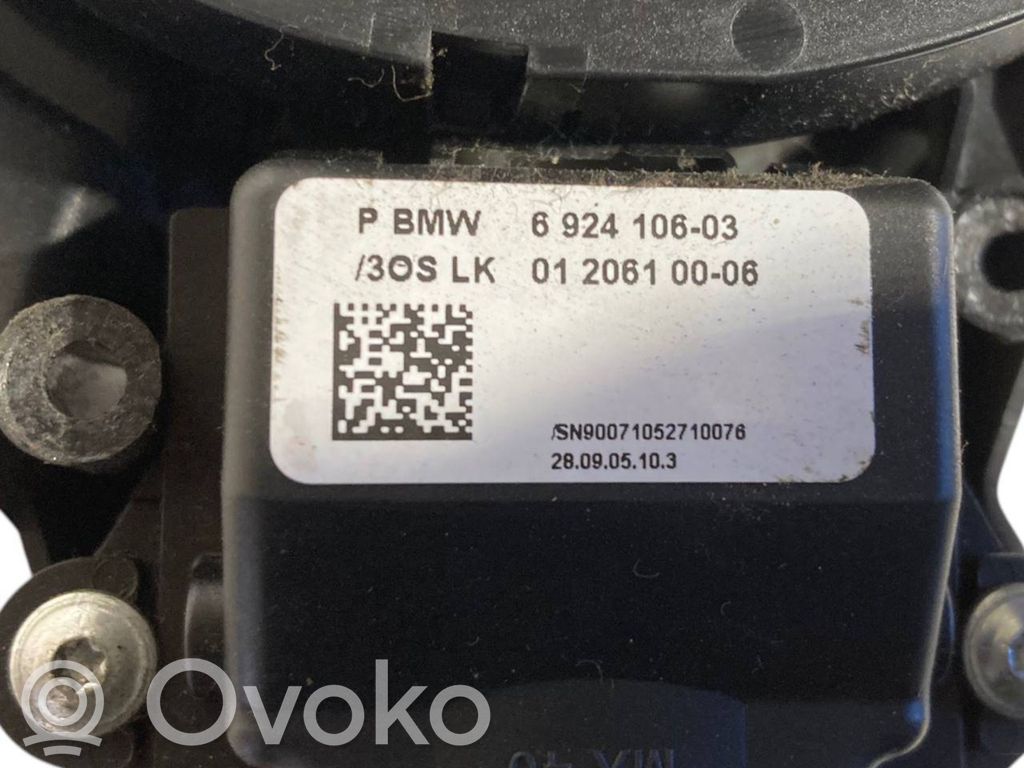 P BMW 6 924 106-03
/3OS LK 01 2061 00-06
/SN90071052710076
28.09.05.10.3
Ovoko